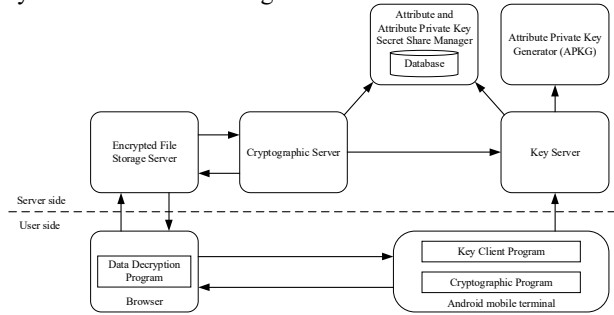 Attribute and
Attribute Private Key
Secret Share Manager
Database
Attribute Private Key
Generator (APKG)
Encrypted File
Storage Server
Cryptographic Server
Key Server
Server side
User side
Data Decryption
Program
Browser
Key Client Program
Cryptographic Program
Android mobile terminal